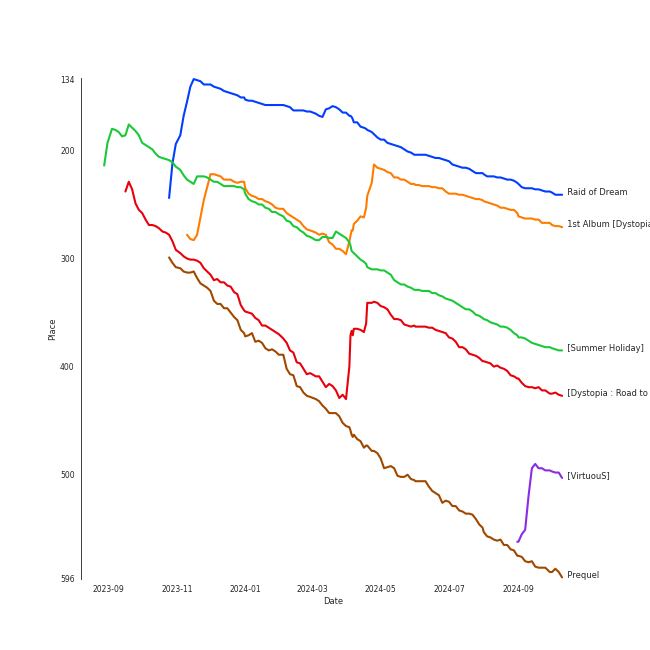 134
200
300
400
500
596
Place
2023-09
2023-11
2024-01
2024-03
2024-05
2024-07
2024-09
Date
Raid of Dream
1st Album [Dystopia
[Summer Holiday]
[Dystopia : Road to
[VirtuouS]
Prequel